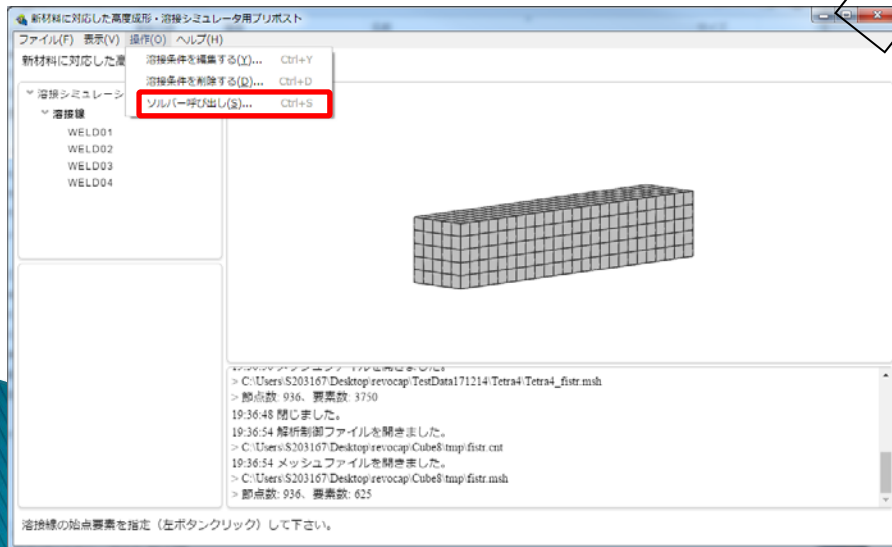 新材料に対応した高度成形・溶接シミュレータ用プリポスト
ファイル(F) 表示(V) 操作(O) ヘルプ(H)
新材料に対応した高
溶接条件を編集する(Y)... Ctrl+Y
溶接条件を削除する(D)... Ctrl+D
ソルバー呼び出し(S)... Ctrl+S
溶接シミュレーシ
溶接線
WELD01
WELD02
WELD03
WELD04
> C:\Users\S203167\Desktop\revocap\TestData171214\Tetra4\Tetra4_fistr.msh
> 節点数: 936、要素数: 3750
19:36:48 閉じました。
19:36:54 解析制御ファイルを開きました。
> C:\Users\S203167\Desktop\revocap\Cube8\tmp\fistr.cnt
19:36:54 メッシュファイルを開きました。
> C:\Users\S203167\Desktop\revocap\Cube8\tmp\fistr.msh
> 節点数: 936、要素数: 625
溶接線の始点要素を指定（左ボタンクリック）して下さい。